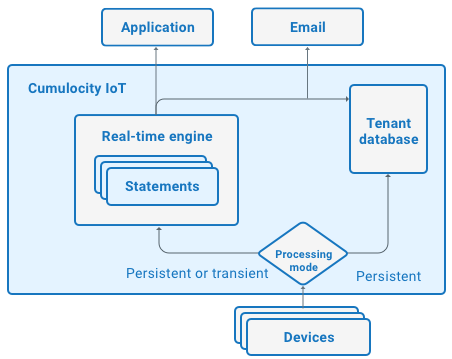 Application
Email
Cumulocity IoT
Real-time engine
Statements
Tenant
database
Processing
mode
Persistent or transient
Persistent
Devices